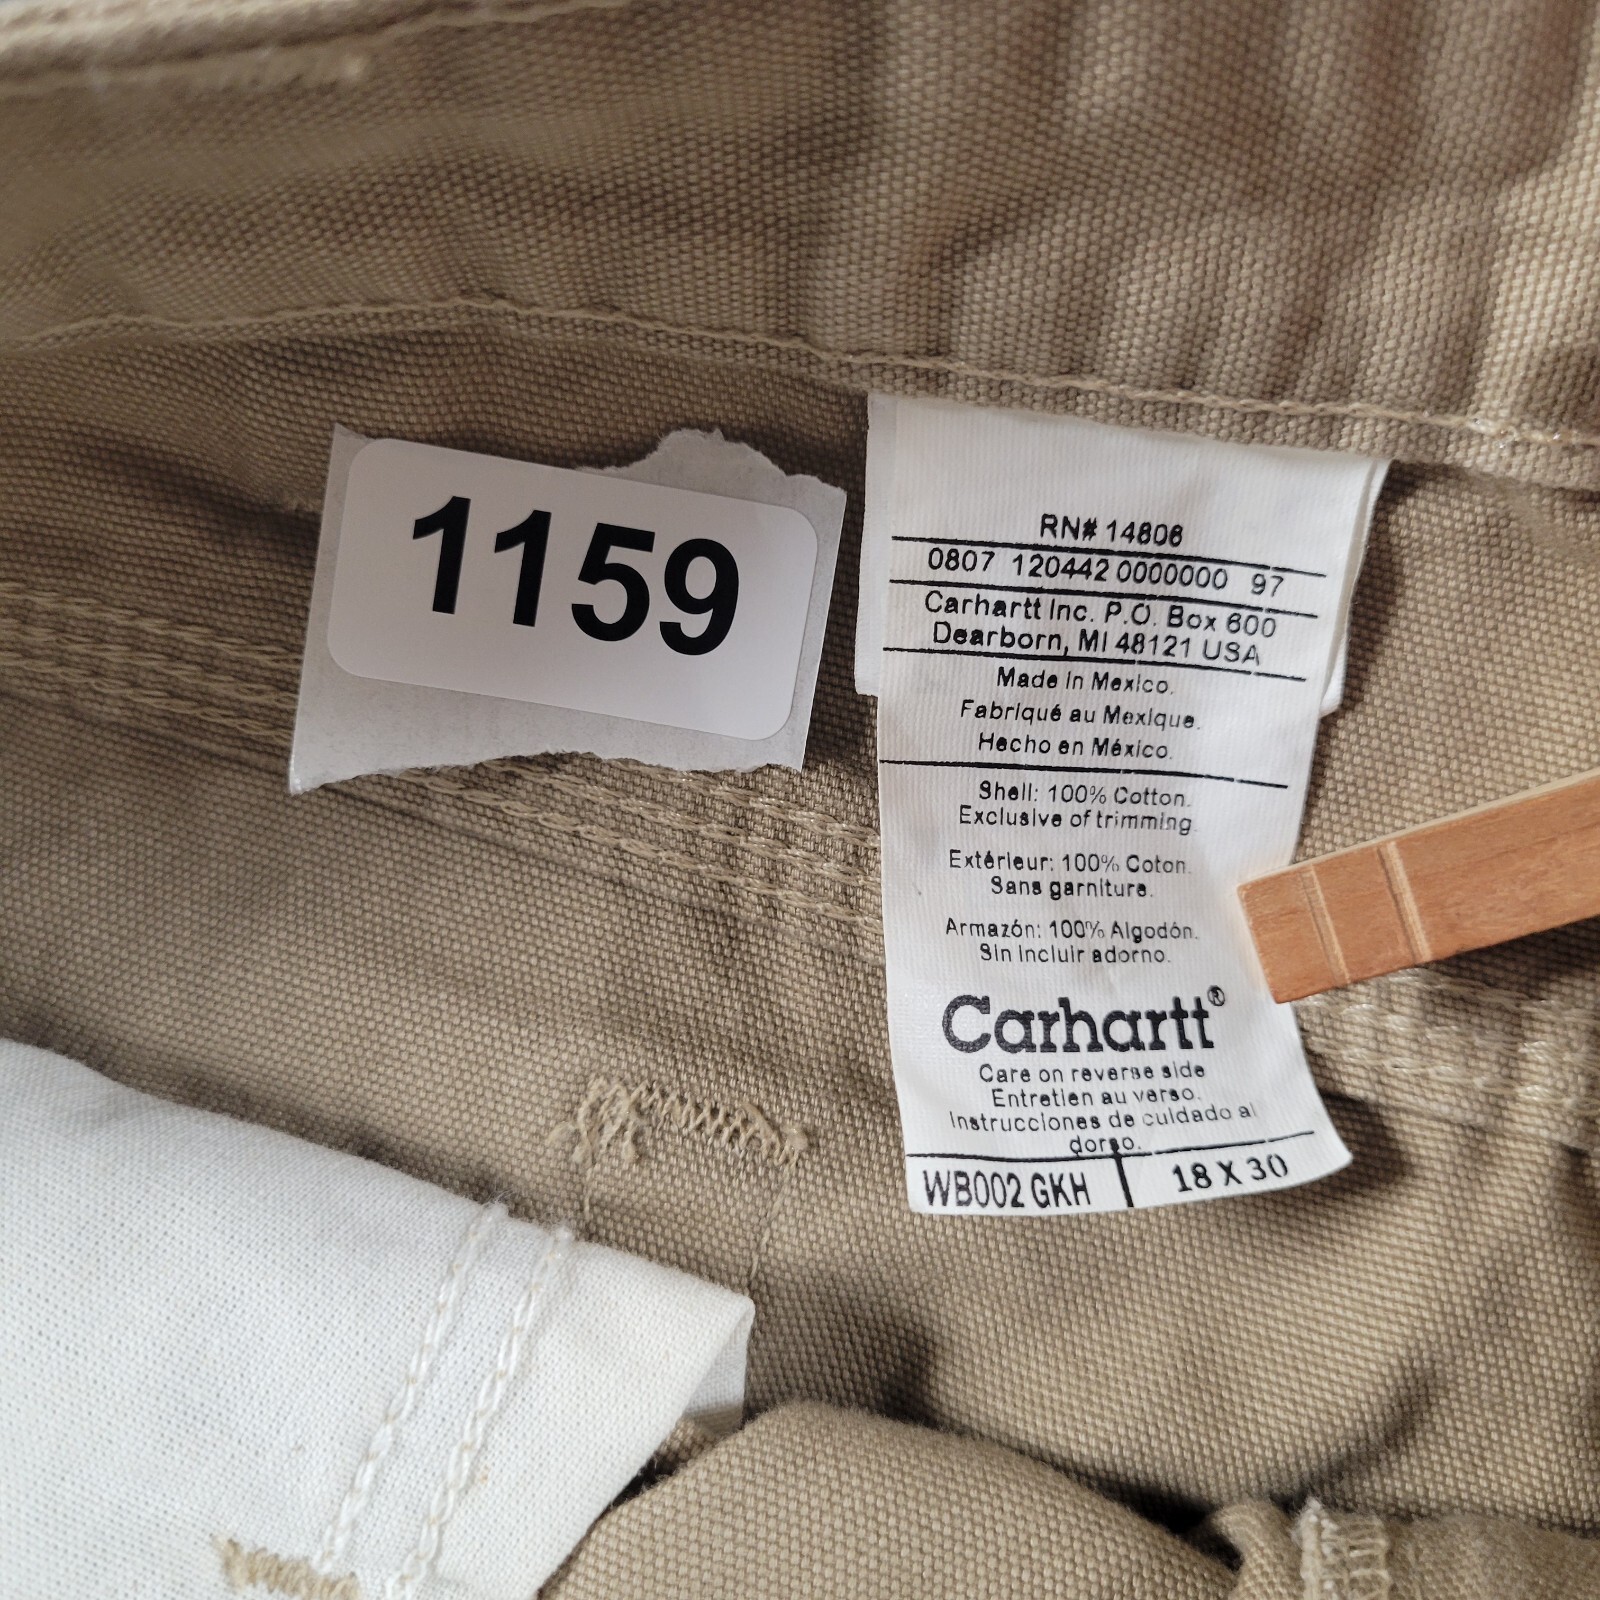 1159
RN# 14806
0807 120442 0000000 97
Carhartt Inc. P.O. Box 600
Dearborn, MI 48121 USA
Made in Mexico.
Fabriqué au Mexique.
Hecho en México.
Shell: 100% Cotton.
Exclusive of trimming.
Extérieur: 100% Coton.
Sans garniture.
Armazón: 100% Algodón.
Sin incluir adorno.
Carhartt®
Care on reverse side
Entretien au verso.
Instrucciones de cuidado al
dorso.
WB002 GKH | 18 X 30